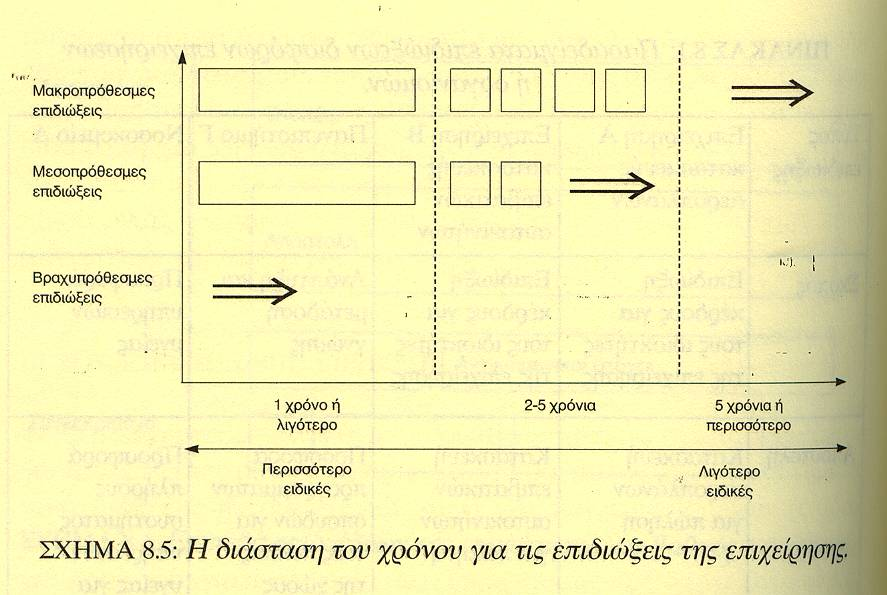 Μακροπρόθεσμες
επιδιώξεις
Μεσοπρόθεσμες
επιδιώξεις
Βραχυπρόθεσμες
επιδιώξεις
1 χρόνο ή
λιγότερο
2-5 χρόνια
5 χρόνια ή
περισσότερο
Περισσότερο
ειδικές
Λιγότερο
ειδικές
ΣΧΗΜΑ 8.5: Η διάσταση του χρόνου για τις επιδιώξεις της επιχείρησης.